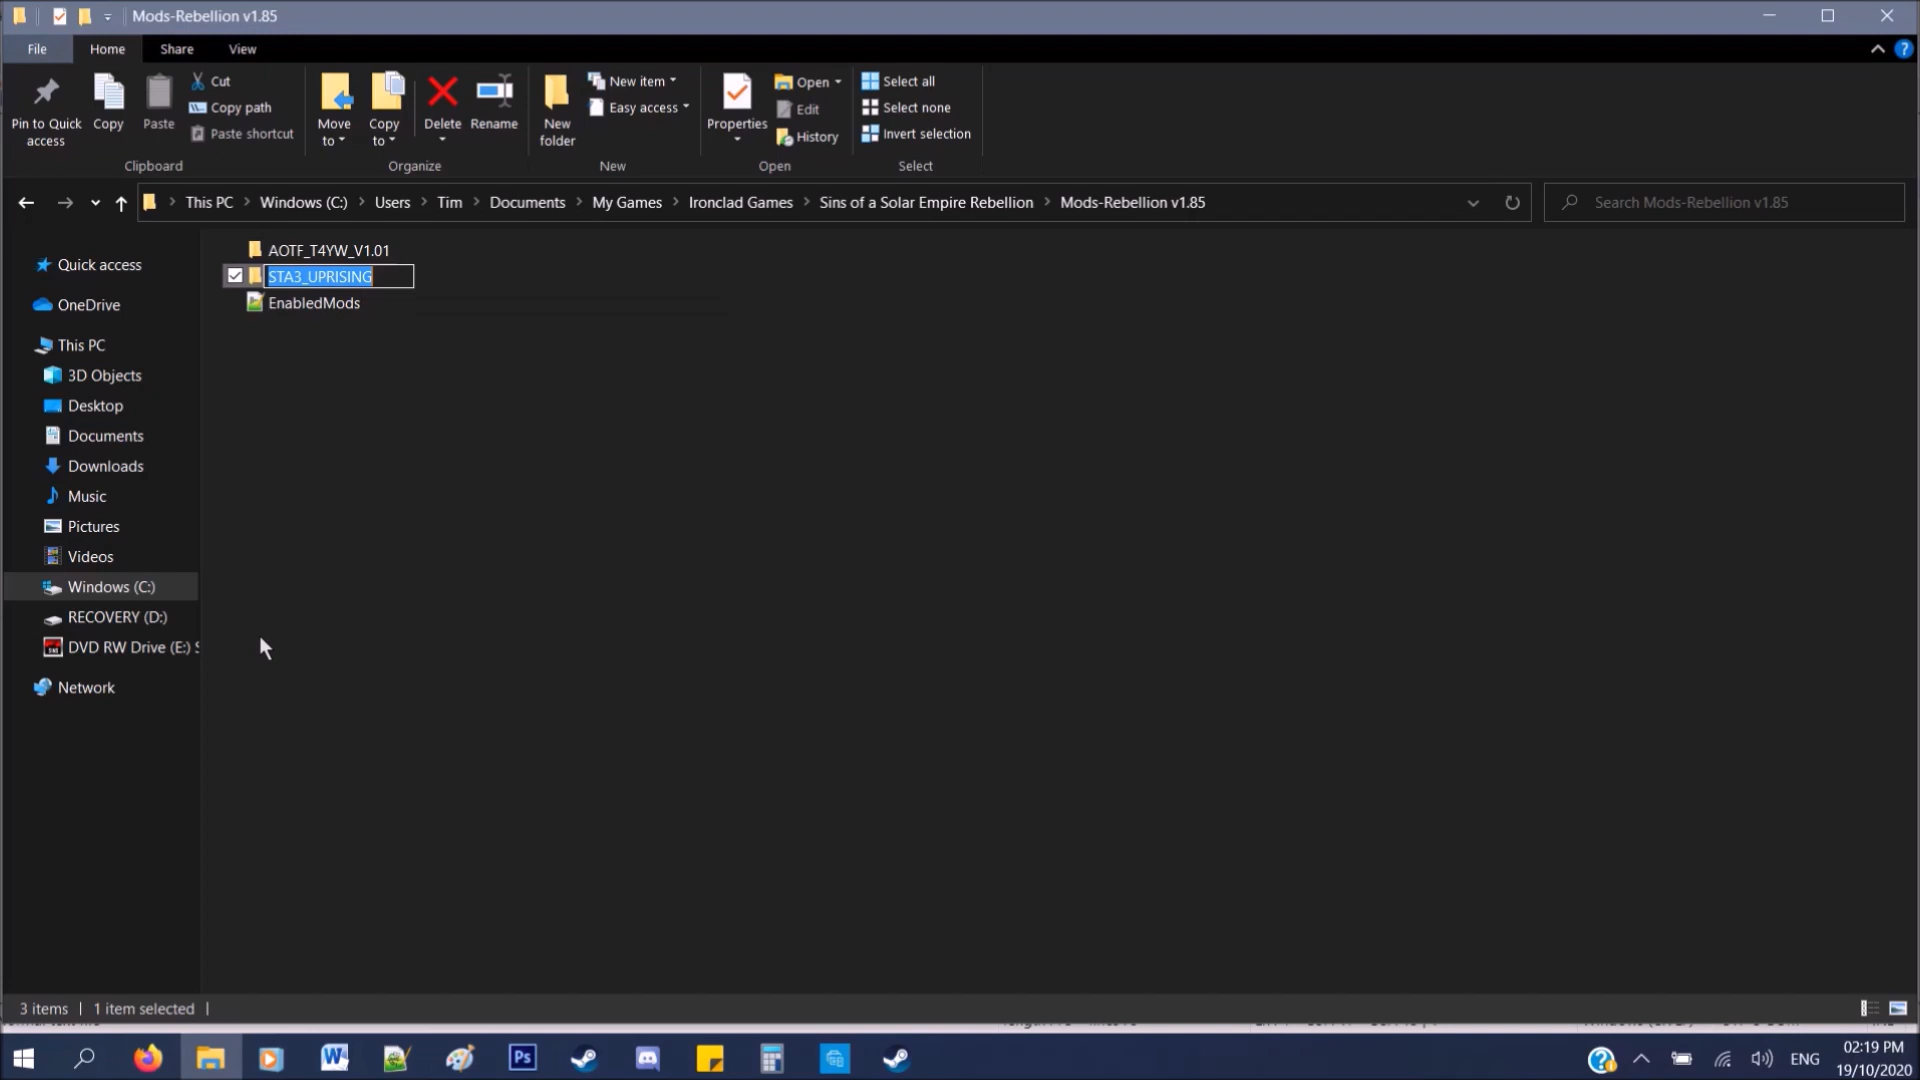 Mods-Rebellion v1.85
File Home Share View
Pin to Quick access
Copy
Paste
Cut
Copy path
Paste shortcut
Clipboard
Move to
Copy to
Delete
Rename
Organize
New folder
New item
Easy access
New
Properties
Open
Edit
History
Open
Select all
Select none
Invert selection
Select
This PC > Windows (C:) > Users > Tim > Documents > My Games > Ironclad Games > Sins of a Solar Empire Rebellion > Mods-Rebellion v1.85
Search Mods-Rebellion v1.85
Quick access
OneDrive
This PC
3D Objects
Desktop
Documents
Downloads
Music
Pictures
Videos
Windows (C:)
RECOVERY (D:)
DVD RW Drive (E:) S
Network
AOTF_T4YW_V1.01
STA3_UPRISING
EnabledMods
3 items 1 item selected
Ps
ENG
02:19 PM
19/10/2020